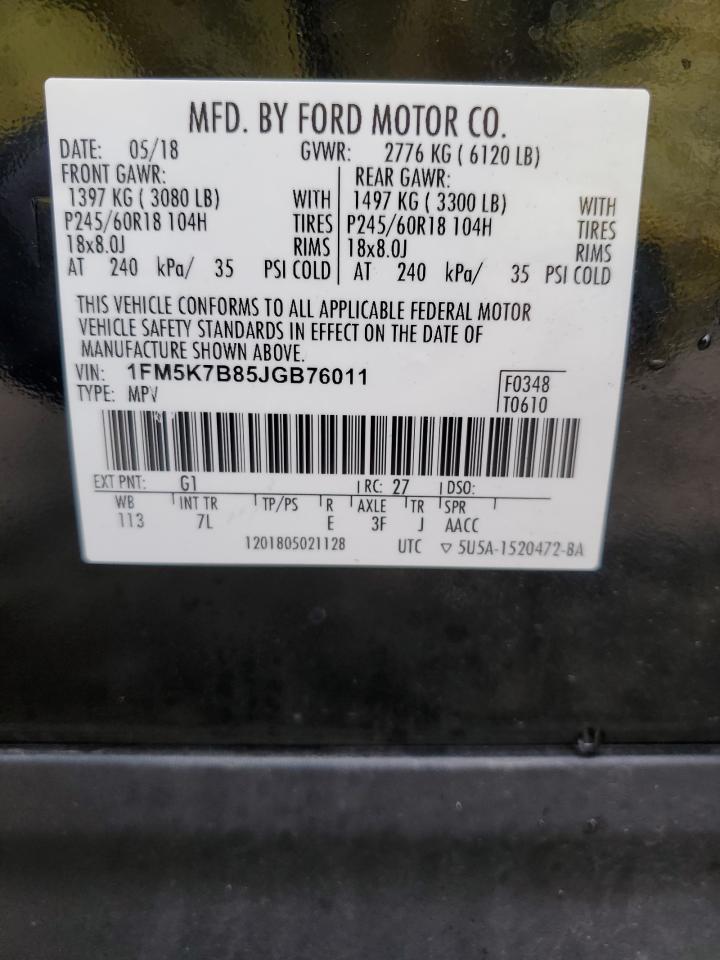 MFD. BY FORD MOTOR CO.
DATE: 05/18 GVWR: 2776 KG ( 6120 LB)
FRONT GAWR: REAR GAWR:
1397 KG ( 3080 LB) WITH 1497 KG ( 3300 LB) WITH
P245/60R18 104H TIRES P245/60R18 104H TIRES
18x8.0J RIMS 18x8.0J RIMS
AT 240 kPa/ 35 PSI COLD AT 240 kPa/ 35 PSI COLD
THIS VEHICLE CONFORMS TO ALL APPLICABLE FEDERAL MOTOR
VEHICLE SAFETY STANDARDS IN EFFECT ON THE DATE OF
MANUFACTURE SHOWN ABOVE.
VIN: 1FM5K7B85JGB76011
TYPE: MPV F0348
T0610
EXT PNT: G1 RC: 27 DSO:
WB INT TR TP/PS R AXLE TR SPR
113 7L E 3F J AACC
1201805021128 UTC ▽ 5U5A-1520472-BA